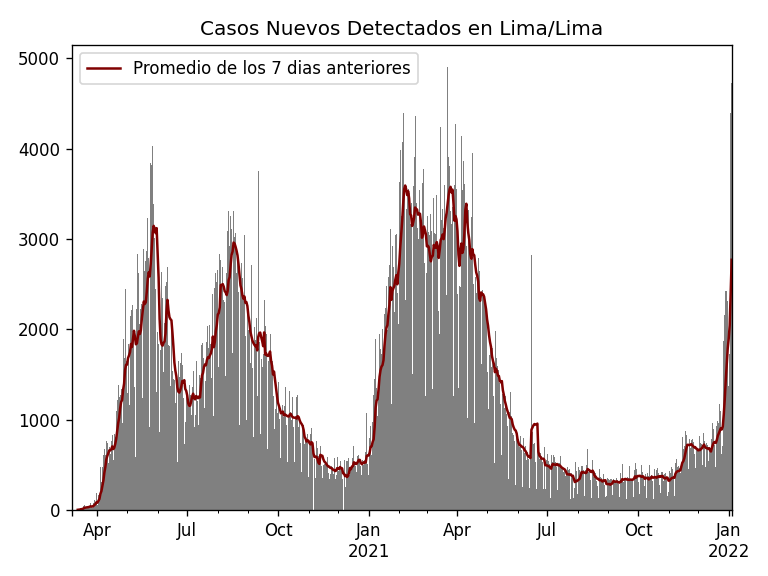 Casos Nuevos Detectados en Lima/Lima
Promedio de los 7 dias anteriores
5000
4000
3000
2000
1000
0
Apr Jul Oct Jan Apr Jul Oct Jan
2021 2022